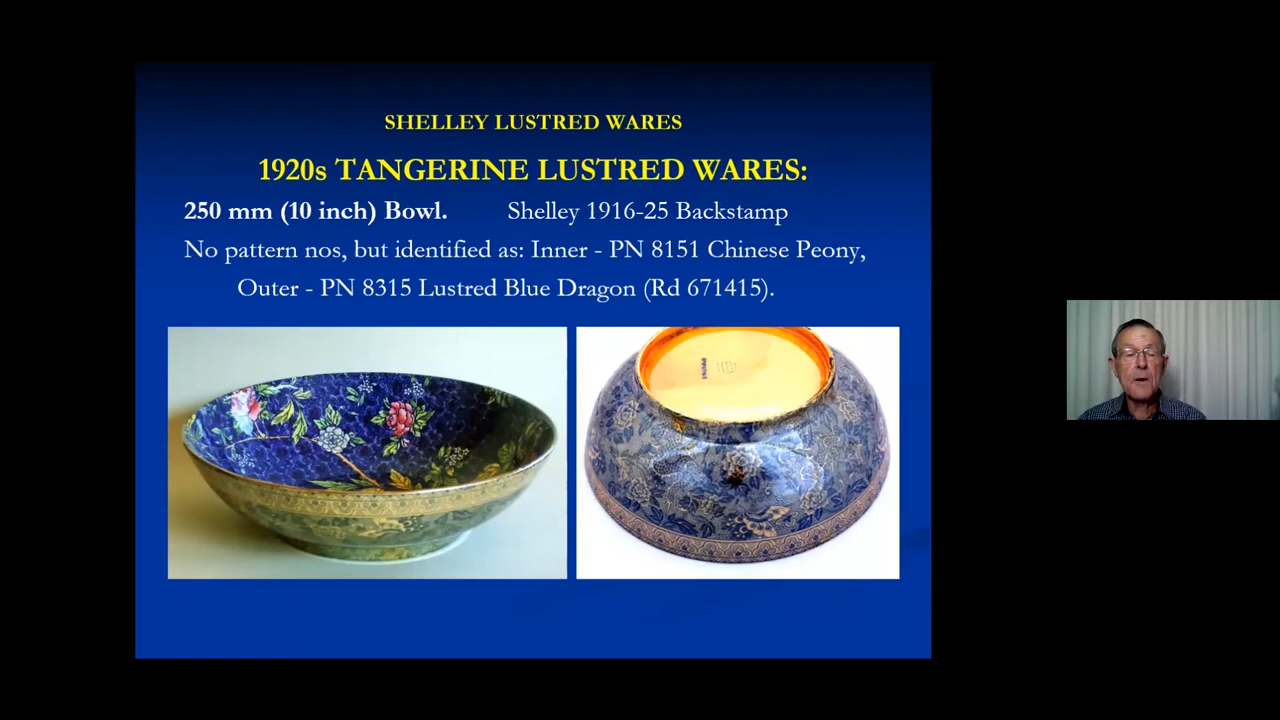 SHELLEY LUSTRED WARES
1920s TANGERINE LUSTRED WARES:
250 mm (10 inch) Bowl. Shelley 1916-25 Backstamp
No pattern nos, but identified as: Inner - PN 8151 Chinese Peony,
Outer - PN 8315 Lustred Blue Dragon (Rd 671415).